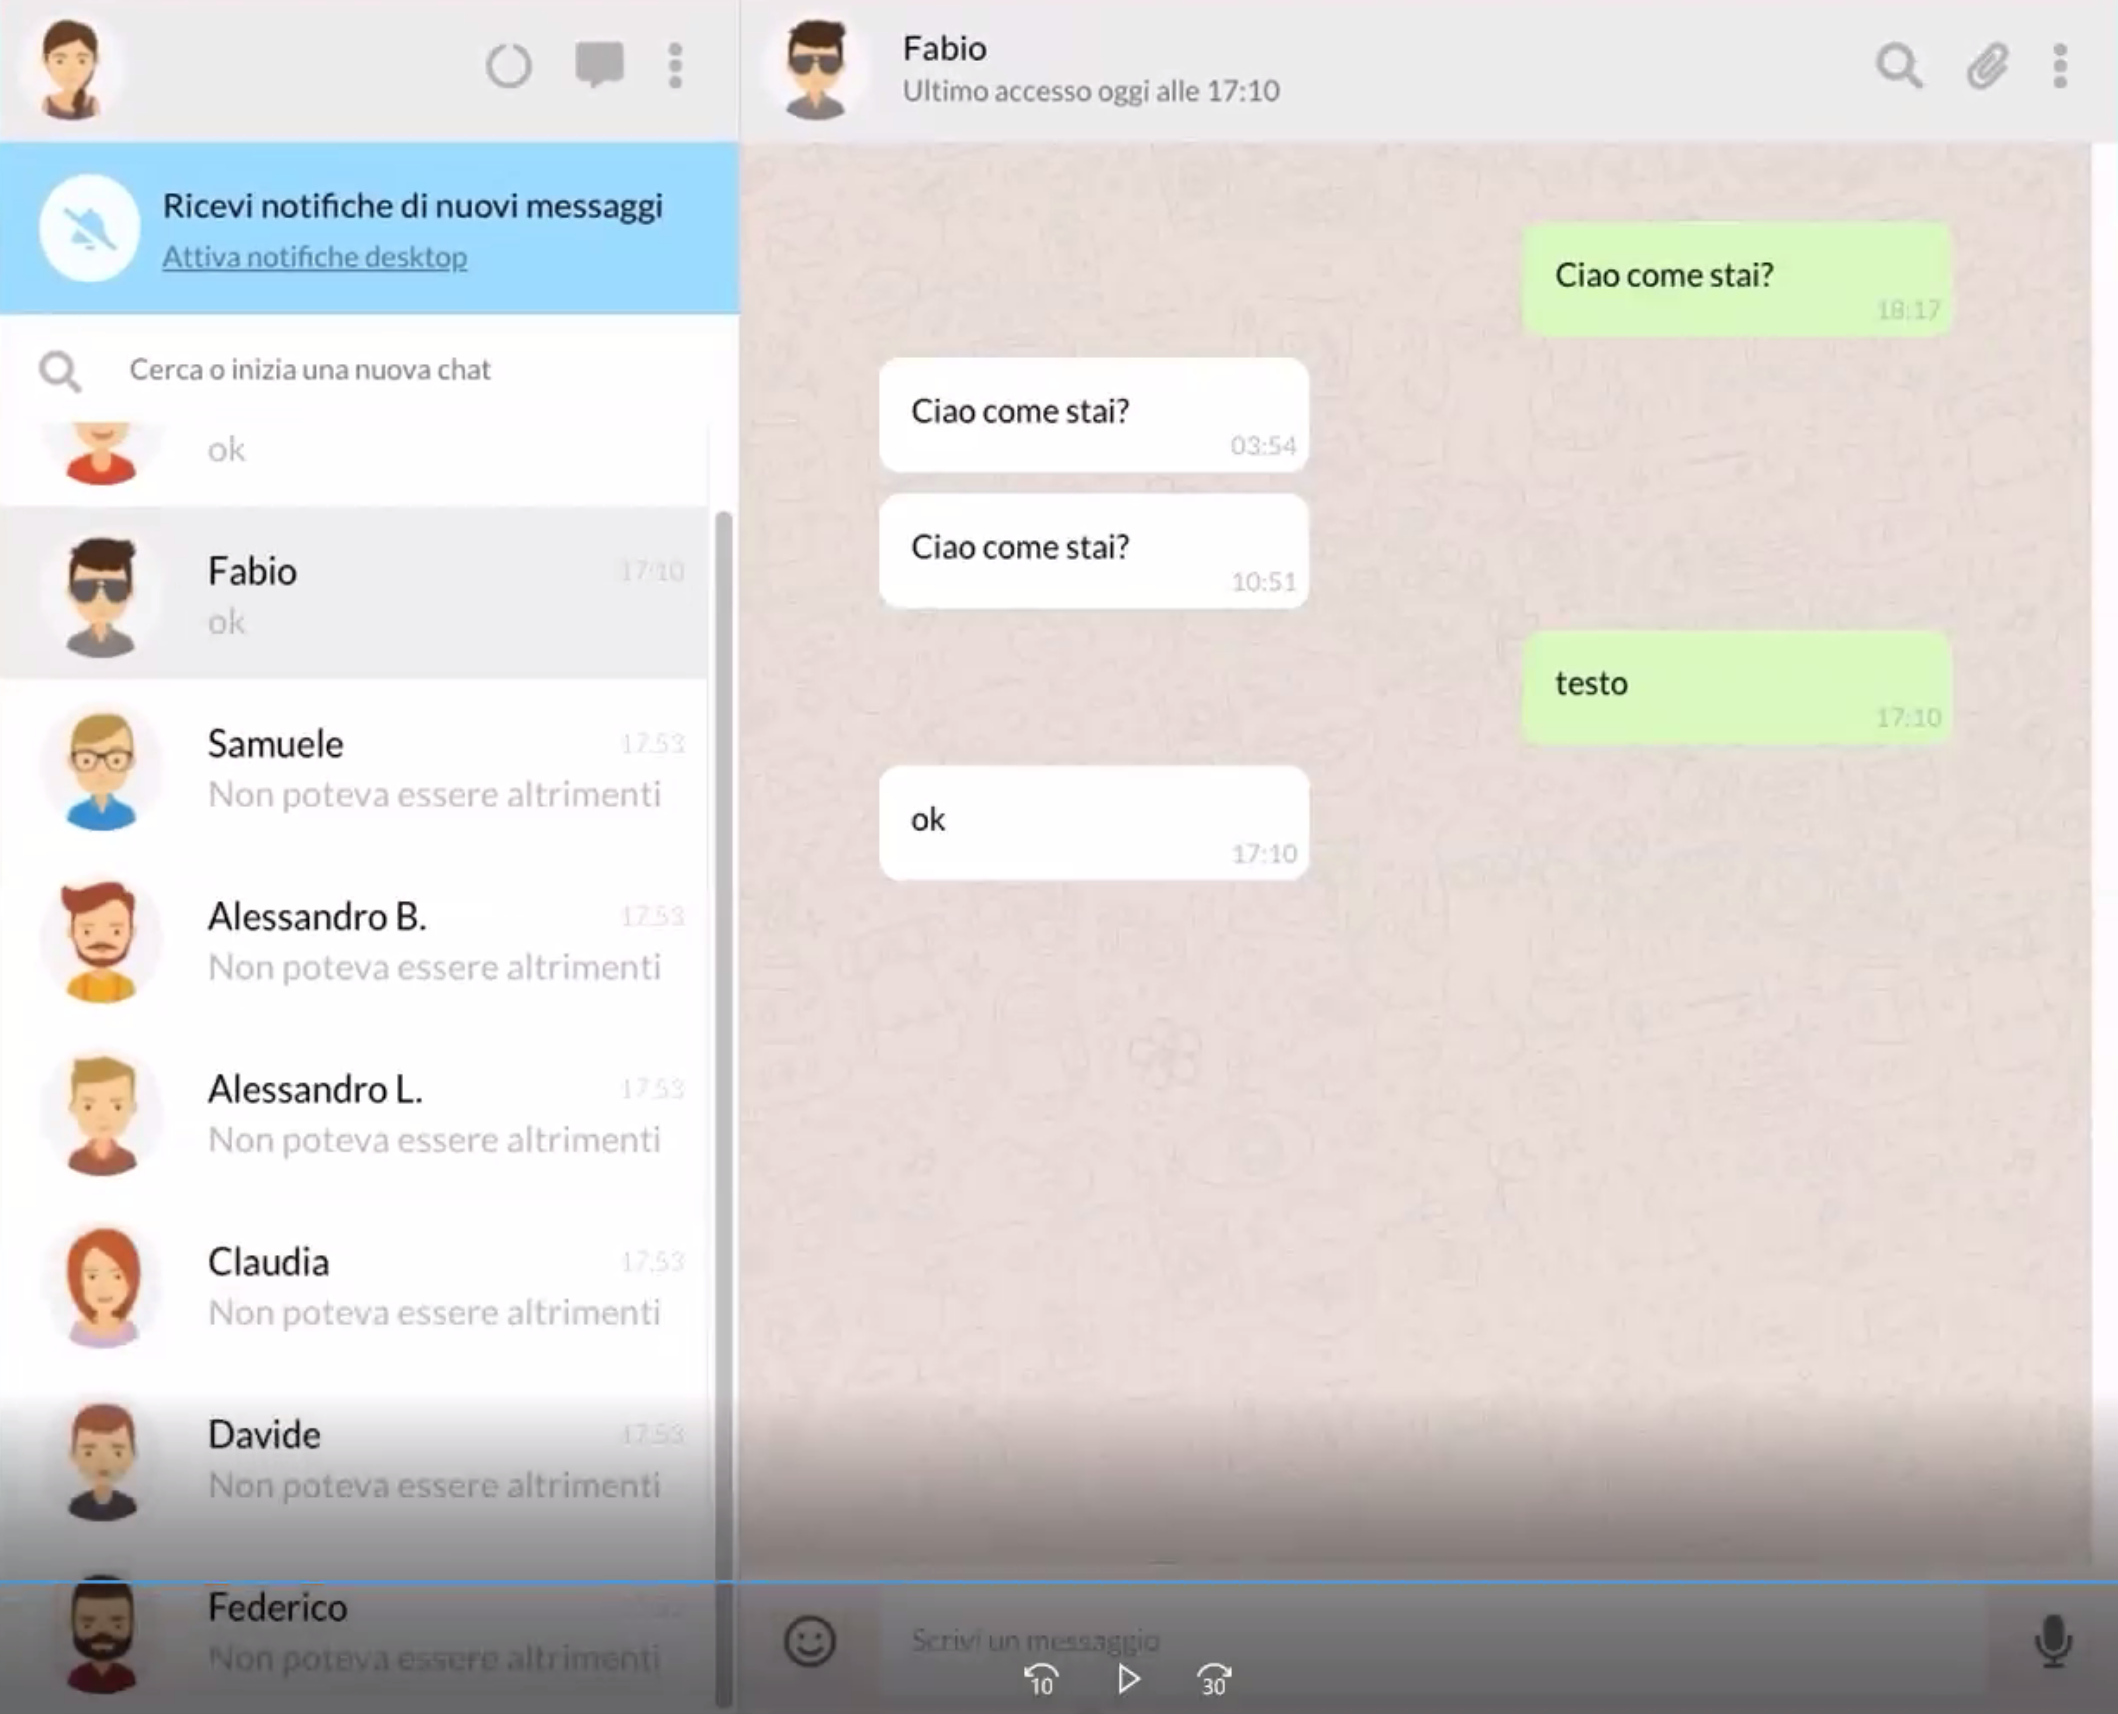 Fabio
Ultimo accesso oggi alle 17:10
Ricevi notifiche di nuovi messaggi
Attiva notifiche desktop
Cerca o inizia una nuova chat
ok
Fabio
17:10
ok
Samuele
17.53
Non poteva essere altrimenti
Alessandro B.
17.53
Non poteva essere altrimenti
Alessandro L.
17.53
Non poteva essere altrimenti
Claudia
17.53
Non poteva essere altrimenti
Davide
17.53
Non poteva essere altrimenti
Federico
Non poteva essere altrimenti
Ciao come stai?
18:17
Ciao come stai?
03:54
Ciao come stai?
10:51
testo
17:10
ok
17:10
Scrivi un messaggio
10
30